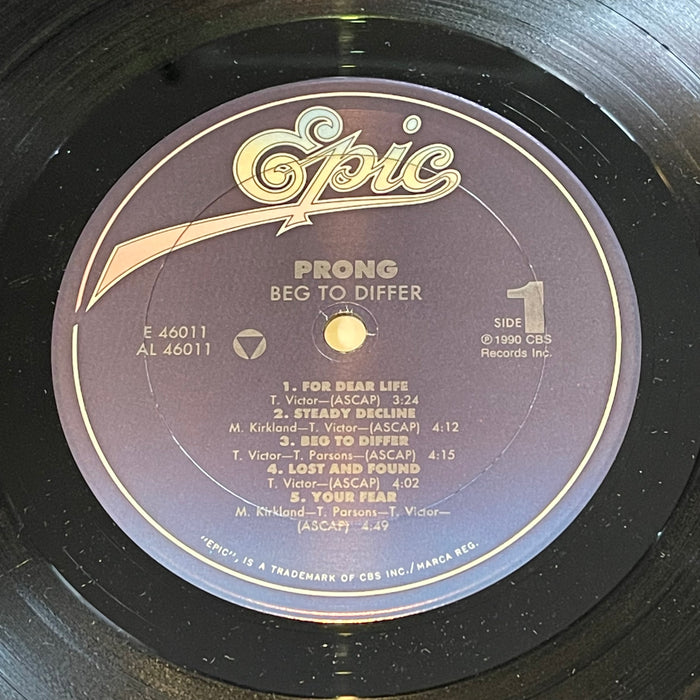 Epic
PRONG
BEG TO DIFFER
E 46011
AL 46011
SIDE 1
℗ 1990 CBS
Records Inc.
1. FOR DEAR LIFE
T. Victor—(ASCAP) 3:24
2. STEADY DECLINE
M. Kirkland—T. Victor—(ASCAP) 4:12
3. BEG TO DIFFER
T. Victor—T. Parsons—(ASCAP) 4:15
4. LOST AND FOUND
T. Victor—(ASCAP) 4:02
5. YOUR FEAR
M. Kirkland—T. Parsons—T. Victor—
(ASCAP) 4:49
"EPIC", IS A TRADEMARK OF CBS INC./MARCA REG.